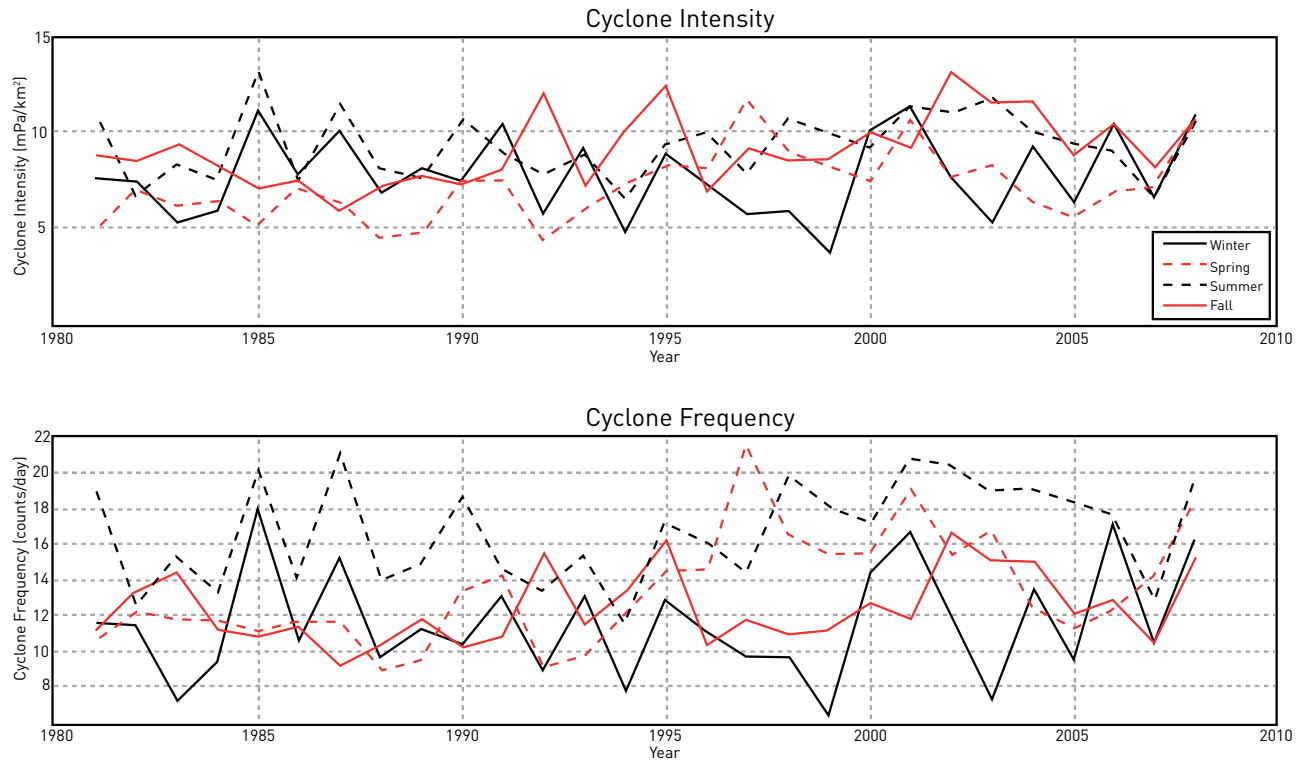 Cyclone Intensity
Cyclone Intensity (mPa/km²)
15
10
5
Winter
Spring
Summer
Fall
1980 1985 1990 1995 2000 2005 2010
Year
Cyclone Frequency
Cyclone Frequency (counts/day)
22
20
18
16
14
12
10
8
1980 1985 1990 1995 2000 2005 2010
Year